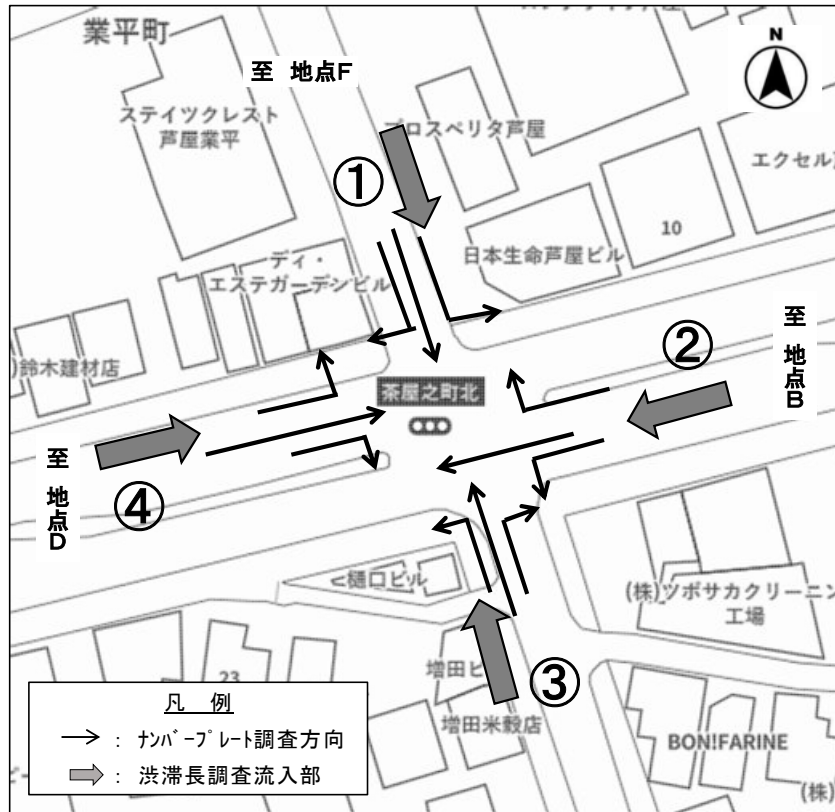 業平町
至 地点F
N
ステイツクレスト
芦屋業平
プロスペリタ芦屋
エクセル
①
10
日本生命芦屋ビル
ディ・
エステガーデンビル
至 地点B
②
)鈴木建材店
茶屋之町北
至 地点D
④
樋口ビル
(株)ツボサカクリーニン
工場
③
増田ビ
23
増田米穀店
BON!FARINE
(株)
凡 例
→ : ナンバープレート調査方向
: 渋滞長調査流入部